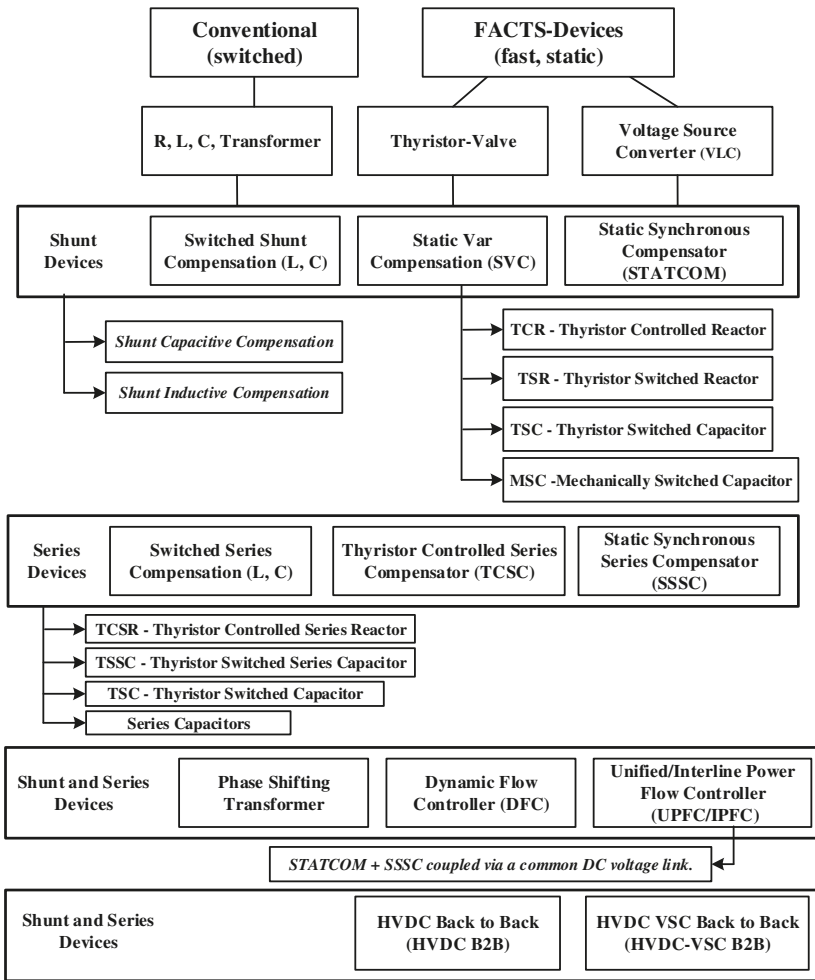 Conventional
(switched)
FACTS-Devices
(fast, static)
R, L, C, Transformer
Thyristor-Valve
Voltage Source
Converter (VLC)
Shunt
Devices
Switched Shunt
Compensation (L, C)
Static Var
Compensation (SVC)
Static Synchronous
Compensator
(STATCOM)
Shunt Capacitive Compensation
Shunt Inductive Compensation
TCR - Thyristor Controlled Reactor
TSR - Thyristor Switched Reactor
TSC - Thyristor Switched Capacitor
MSC -Mechanically Switched Capacitor
Series
Devices
Switched Series
Compensation (L, C)
Thyristor Controlled Series
Compensator (TCSC)
Static Synchronous
Series Compensator
(SSSC)
TCSR - Thyristor Controlled Series Reactor
TSSC - Thyristor Switched Series Capacitor
TSC - Thyristor Switched Capacitor
Series Capacitors
Shunt and Series
Devices
Phase Shifting
Transformer
Dynamic Flow
Controller (DFC)
Unified/Interline Power
Flow Controller
(UPFC/IPFC)
STATCOM + SSSC coupled via a common DC voltage link.
Shunt and Series
Devices
HVDC Back to Back
(HVDC B2B)
HVDC VSC Back to Back
(HVDC-VSC B2B)